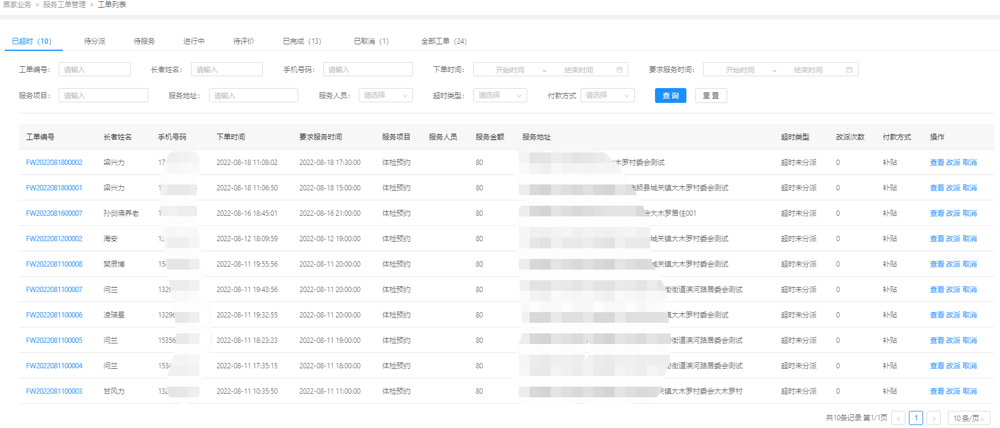 居家业务 > 服务工单管理 > 工单列表
已超时（10） 待分派 待服务 进行中 待评价 已完成（13） 已取消（1） 全部工单（24）
工单编号： 请输入 长者姓名： 请输入 手机号码： 请输入 下单时间： 开始时间 ~ 结束时间 要求服务时间： 开始时间 ~ 结束时间
服务项目： 请输入 服务地址： 请输入 服务人员： 请选择 超时类型： 请选择 付款方式 请选择 查 询 重 置
工单编号 长者姓名 手机号码 下单时间 要求服务时间 服务项目 服务人员 服务金额 服务地址 超时类型 改派次数 付款方式 操作
FW2022081800002 梁兴力 17 2022-08-18 11:08:02 2022-08-18 17:30:00 体检预约 80 木罗村委会测试 超时未分派 0 补贴 查看 改派 取消
FW2022081800001 梁兴力 1 2022-08-18 11:06:50 2022-08-18 15:00:00 体检预约 80 临颍县城关镇大木罗村委会测试 超时未分派 0 补贴 查看 改派 取消
FW2022081600007 孙剑佛养老 1 2022-08-16 18:45:01 2022-08-16 21:00:00 体检预约 80 会大木罗居住001 超时未分派 0 补贴 查看 改派 取消
FW2022081200002 海安 13 2022-08-12 18:09:59 2022-08-12 19:00:00 体检预约 80 城关镇大木罗村委会测试 超时未分派 0 补贴 查看 改派 取消
FW2022081100008 樊辰博 15 2022-08-11 19:55:56 2022-08-11 20:00:00 体检预约 80 城关镇大木罗村委会测试 超时未分派 0 补贴 查看 改派 取消
FW2022081100007 问兰 1329 2022-08-11 19:43:56 2022-08-11 20:00:00 体检预约 80 街街道滨河路居委会测试 超时未分派 0 补贴 查看 改派 取消
FW2022081100006 凌瑛昼 13296 2022-08-11 19:32:55 2022-08-11 20:00:00 体检预约 80 镇大木罗村委会测试 超时未分派 0 补贴 查看 改派 取消
FW2022081100005 问兰 15356 2022-08-11 18:23:23 2022-08-11 19:00:00 体检预约 80 街道滨河路居委会测试 超时未分派 0 补贴 查看 改派 取消
FW2022081100004 问兰 1534 2022-08-11 17:35:15 2022-08-11 18:00:00 体检预约 80 街道滨河路居委会测试 超时未分派 0 补贴 查看 改派 取消
FW2022081100003 甘风力 132 2022-08-11 10:35:50 2022-08-11 11:00:00 体检预约 80 关镇大木罗村委会大木罗村 超时未分派 0 补贴 查看 改派 取消
共10条记录 第1/1页 < 1 > 10 条/页